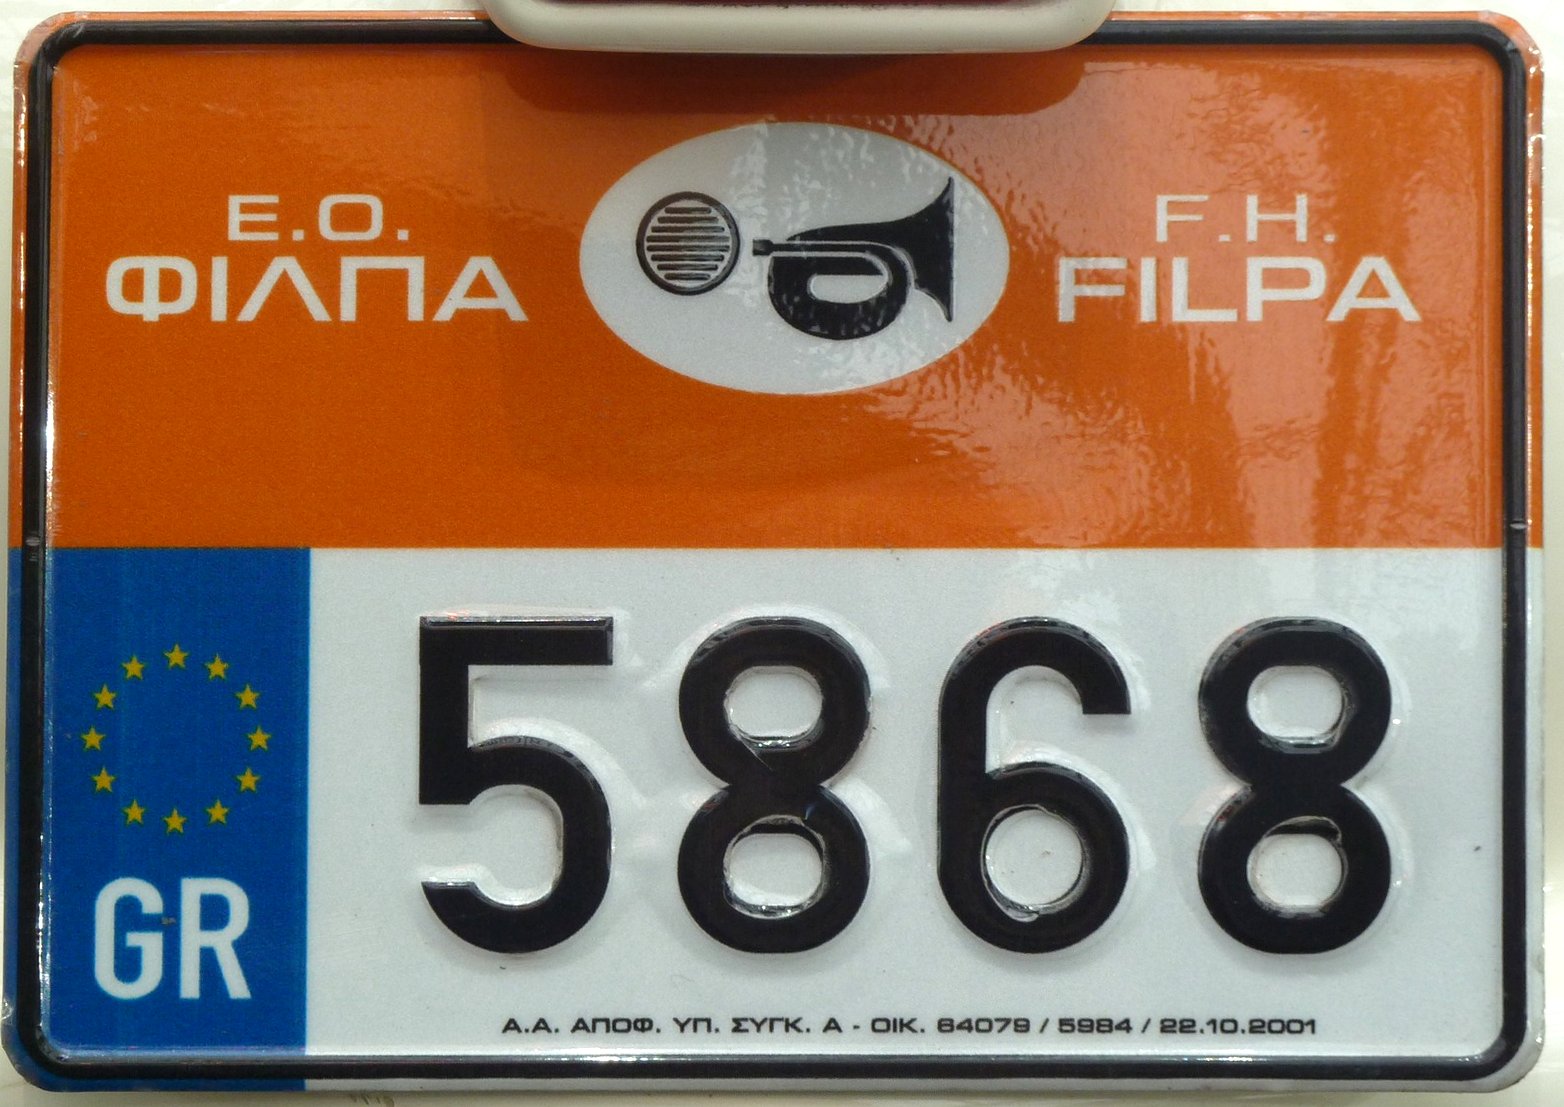 Ε.Ο.
ΦΙΛΠΑ
F.H.
FILPA
5868
GR
Α.Α. ΑΠΟΦ. ΥΠ. ΣΥΓΚ. Α - ΟΙΚ. 64079 / 5984 / 22.10.2001